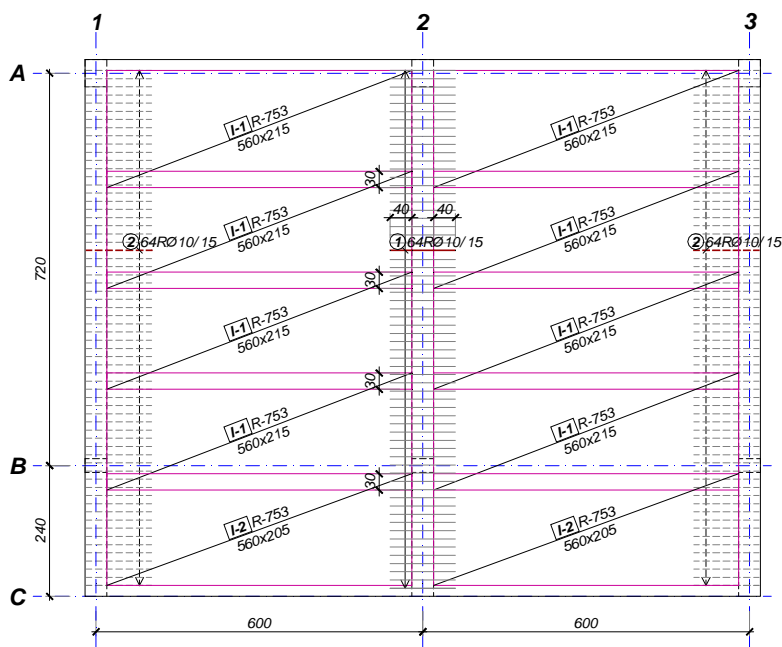 1 2 3
A
I-1 R-753
560x215
I-1 R-753
560x215
30
I-1 R-753
560x215
I-1 R-753
560x215
40 40
2 64RØ10/15
1 64RØ10/15
2 64RØ10/15
720
30
I-1 R-753
560x215
I-1 R-753
560x215
30
I-1 R-753
560x215
I-1 R-753
560x215
B
30
I-2 R-753
560x205
I-2 R-753
560x205
240
C
600 600